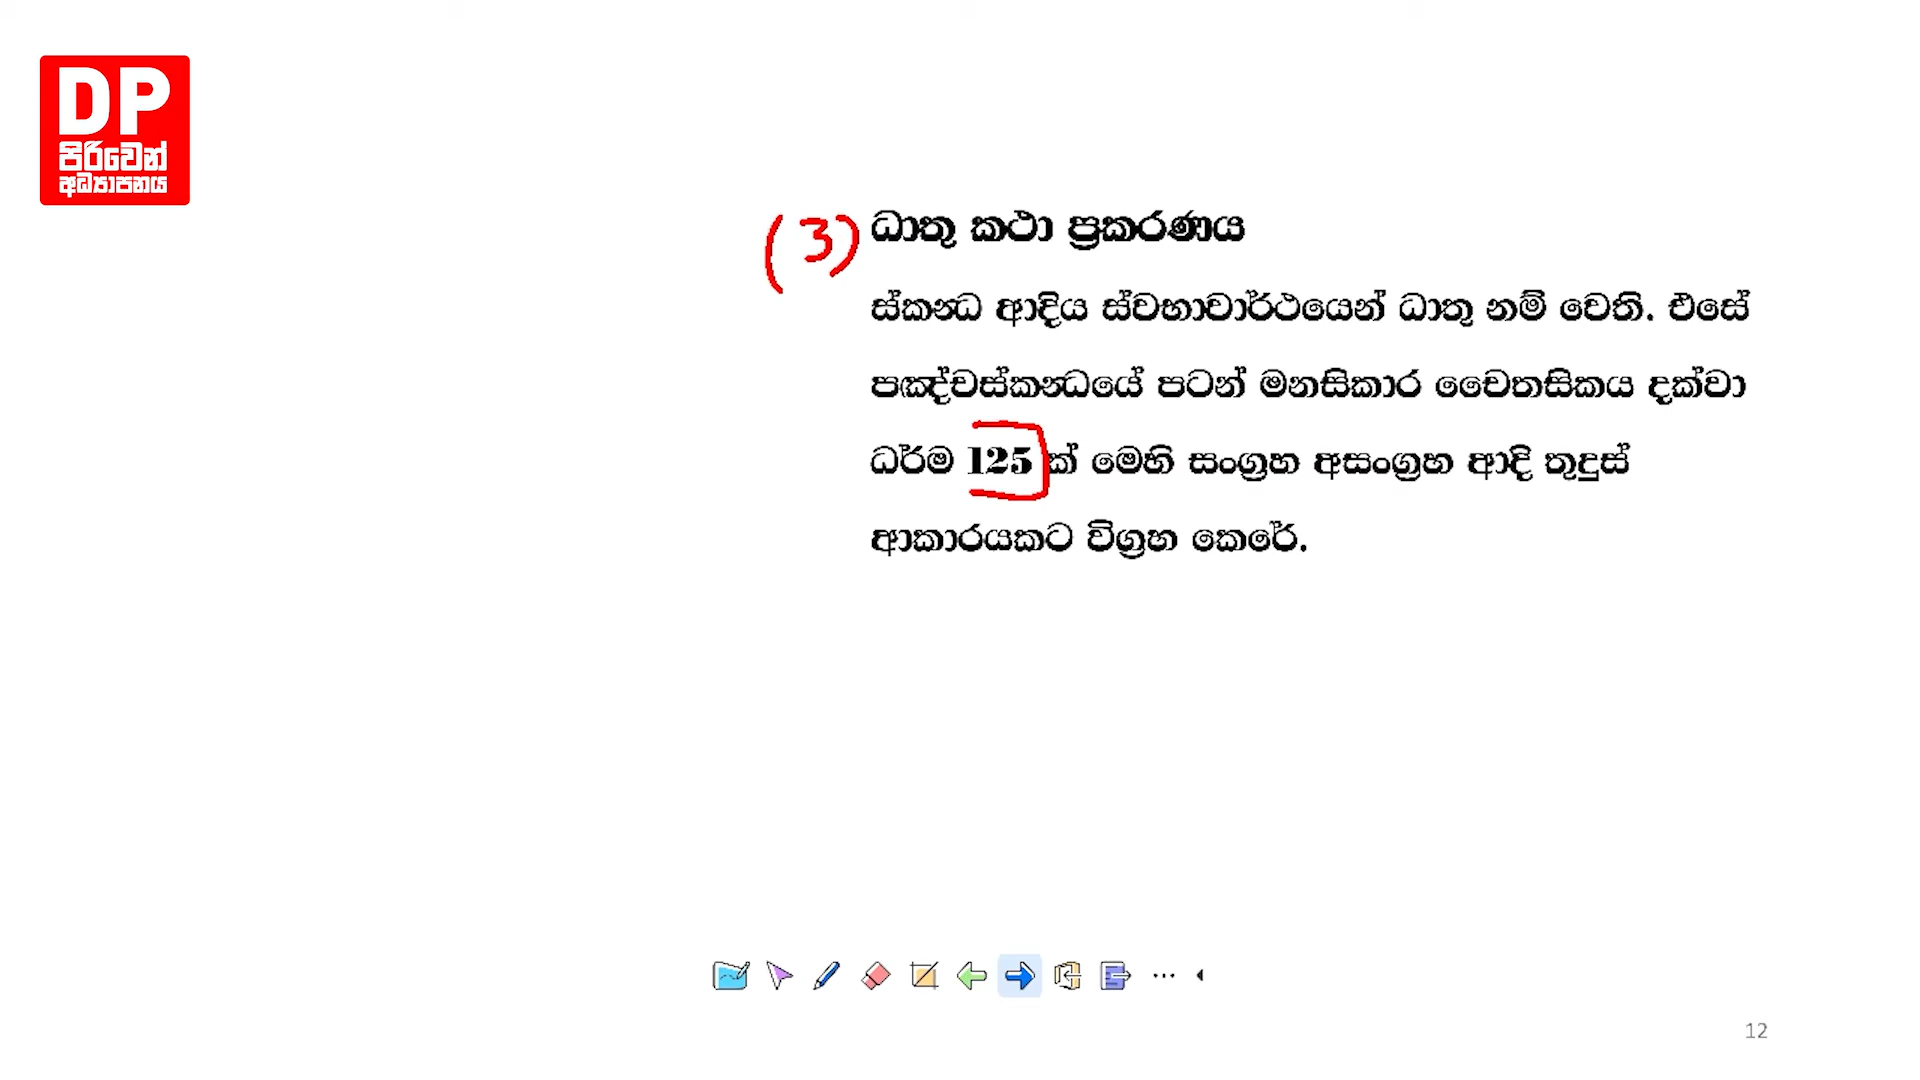 DP
පිරිවෙන්
අධ්‍යාපනය
(3) ධාතු කථා ප්‍රකරණය
ස්කන්‍ධ ආදිය ස්වභාවාර්ථයෙන් ධාතු නම් වෙති. එසේ
පඤ්චස්කන්‍ධයේ පටන් මනසිකාර චෛතසිකය දක්වා
ධර්ම 125 ක් මෙහි සංග්‍රහ අසංග්‍රහ ආදි තුදුස්
ආකාරයකට විග්‍රහ කෙරේ.
12